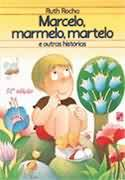 Ruth Rocha
Marcelo,
marmelo, martelo
e outras histórias